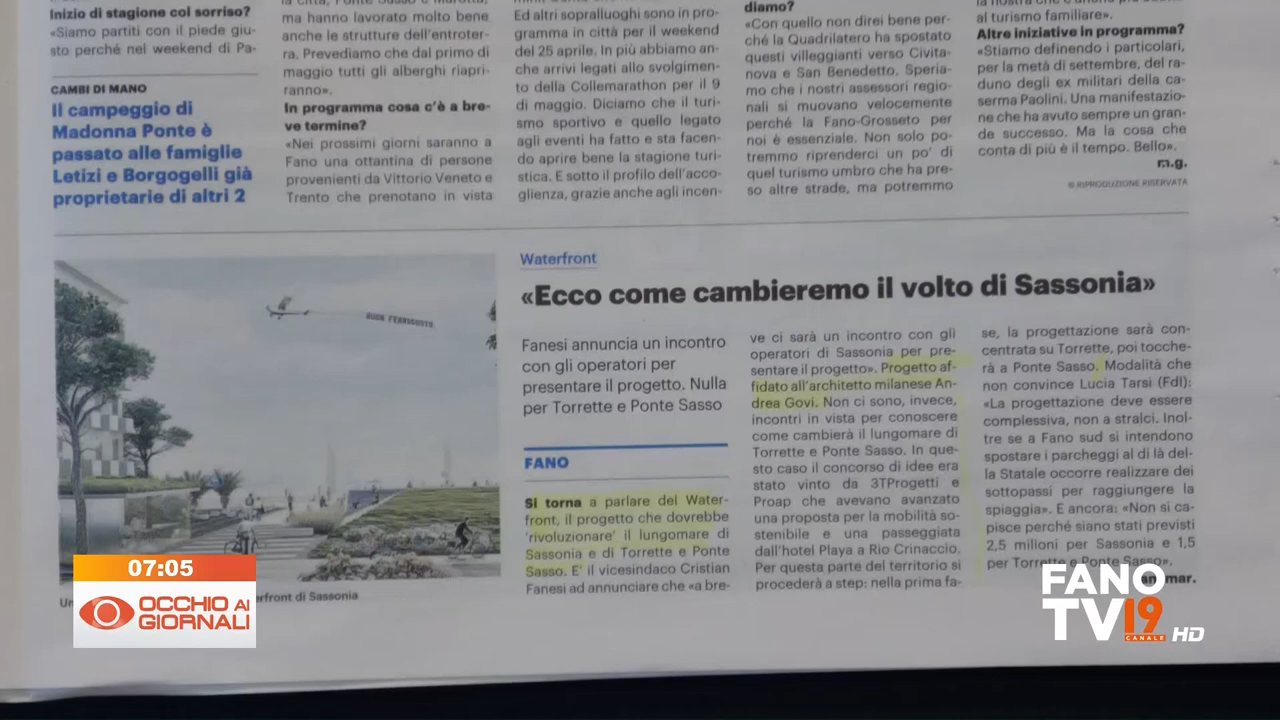 Inizio di stagione col sorriso?
«Siamo partiti con il piede giu-
sto perché nel weekend di Pa-
CAMBI DI MANO
Il campeggio di
Madonna Ponte è
passato alle famiglie
Letizi e Borgogelli già
proprietarie di altri 2
ma hanno lavorato molto bene
anche le strutture dell'entroter-
ra. Prevediamo che dal primo di
maggio tutti gli alberghi riapri-
ranno».
In programma cosa c'è a bre-
ve termine?
«Nei prossimi giorni saranno a
Fano una ottantina di persone
provenienti da Vittorio Veneto e
Trento che prenotano in vista
Ed altri sopralluoghi sono in pro-
gramma in città per il weekend
del 25 aprile. In più abbiamo an-
che arrivi legati allo svolgimen-
to della Collemarathon per il 9
di maggio. Diciamo che il turi-
smo sportivo e quello legato
agli eventi ha fatto e sta facen-
do aprire bene la stagione turi-
stica. E sotto il profilo dell'acco-
glienza, grazie anche agli incen-
diamo?
«Con quello non direi bene per-
ché la Quadrilatero ha spostato
questi villeggianti verso Civita-
nova e San Benedetto. Speria-
mo che i nostri assessori regio-
nali si muovano velocemente
perché la Fano-Grosseto per
noi è essenziale. Non solo po-
tremmo riprenderci un po' di
quel turismo umbro che ha pre-
so altre strade, ma potremmo
al turismo familiare».
Altre iniziative in programma?
«Stiamo definendo i particolari,
per la metà di settembre, del ra-
duno degli ex militari della ca-
serma Paolini. Una manifestazio-
ne che ha avuto sempre un gran-
de successo. Ma la cosa che
conta di più è il tempo. Bello».
m.g.
© RIPRODUZIONE RISERVATA
BUON FERRAGOSTO
Waterfront
«Ecco come cambieremo il volto di Sassonia»
Fanesi annuncia un incontro
con gli operatori per
presentare il progetto. Nulla
per Torrette e Ponte Sasso
FANO
Si torna a parlare del Water-
front, il progetto che dovrebbe
'rivoluzionare' il lungomare di
Sassonia e di Torrette e Ponte
Sasso. E' il vicesindaco Cristian
Fanesi ad annunciare che «a bre-
ve ci sarà un incontro con gli
operatori di Sassonia per pre-
sentare il progetto». Progetto af-
fidato all'architetto milanese An-
drea Govi. Non ci sono, invece,
incontri in vista per conoscere
come cambierà il lungomare di
Torrette e Ponte Sasso. In que-
sto caso il concorso di idee era
stato vinto da 3TProgetti e
Proap che avevano avanzato
una proposta per la mobilità so-
stenibile e una passeggiata
dall'hotel Playa a Rio Crinaccio.
Per questa parte del territorio si
procederà a step: nella prima fa-
se, la progettazione sarà con-
centrata su Torrette, poi tocche-
rà a Ponte Sasso. Modalità che
non convince Lucia Tarsi (FdI):
«La progettazione deve essere
complessiva, non a stralci. Inol-
tre se a Fano sud si intendono
spostare i parcheggi al di là del-
la Statale occorre realizzare dei
sottopassi per raggiungere la
spiaggia». E ancora: «Non si ca-
pisce perché siano stati previsti
2,5 milioni per Sassonia e 1,5
per Torrette e Ponte Sasso».
mar.
Waterfront di Sassonia
07:05
OCCHIO AI
GIORNALI
FANO
TV19
CANALE HD